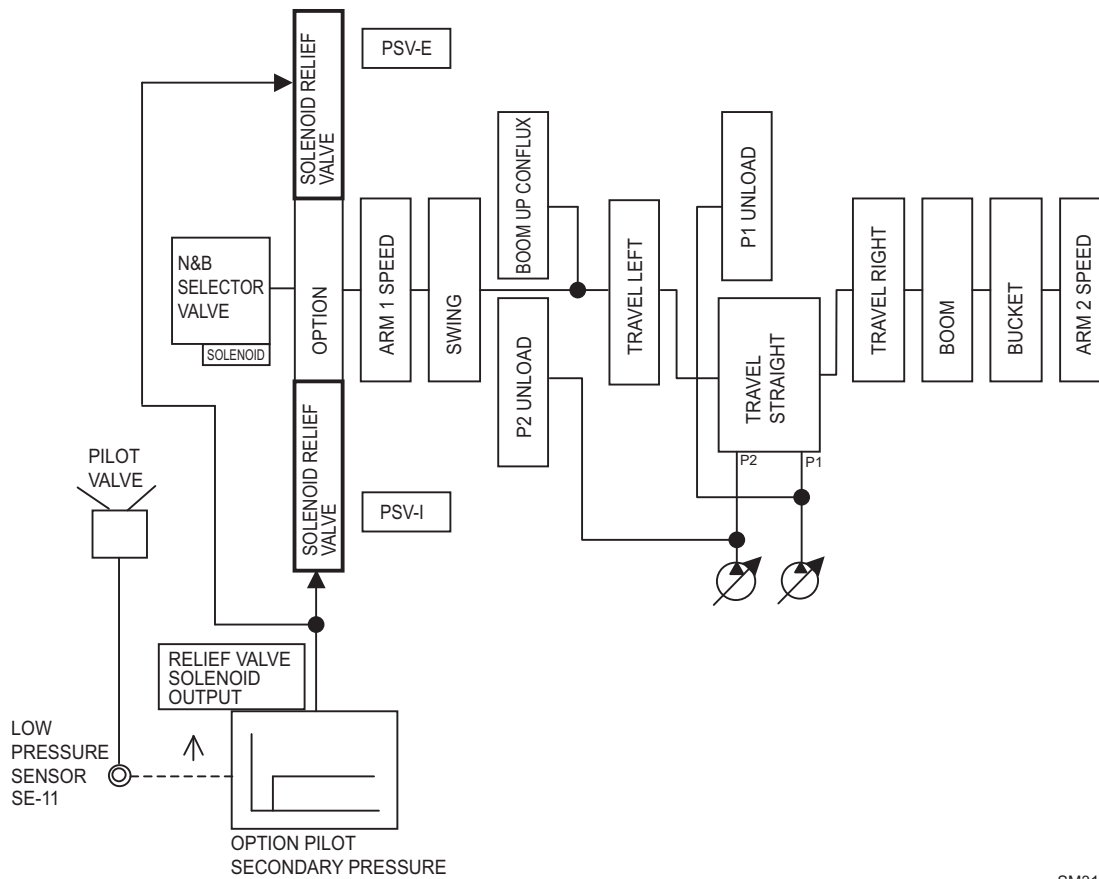 SOLENOID RELIEF
VALVE
PSV-E
N&B
SELECTOR
VALVE
SOLENOID
OPTION
ARM 1 SPEED
SWING
BOOM UP CONFLUX
P2 UNLOAD
TRAVEL LEFT
P1 UNLOAD
TRAVEL
STRAIGHT
P2
P1
TRAVEL RIGHT
BOOM
BUCKET
ARM 2 SPEED
SOLENOID RELIEF
VALVE
PSV-I
PILOT
VALVE
RELIEF VALVE
SOLENOID
OUTPUT
LOW
PRESSURE
SENSOR
SE-11
OPTION PILOT
SECONDARY PRESSURE